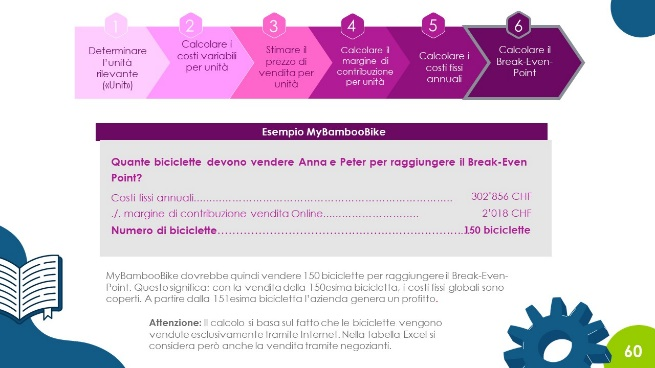 1
Determinare
l'unità
rilevante
(«Unit»)
2
Calcolare i
costi variabili
per unità
3
Stimare il
prezzo di
vendita per
unità
4
Calcolare il
margine di
contribuzione
per unità
5
Calcolare i
costi fissi
annuali
6
Calcolare il
Break-Even-
Point
Esempio MyBambooBike
Quante biciclette devono vendere Anna e Peter per raggiungere il Break-Even
Point?
Costi fissi annuali.................................................................. 302'856 CHF
./. margine di contribuzione vendita Online......................... 2'018 CHF
Numero di biciclette................................................................150 biciclette
MyBambooBike dovrebbe quindi vendere 150 biciclette per raggiungere il Break-Even-
Point. Questo significa: con la vendita della 150esima bicicletta, i costi fissi globali sono
coperti. A partire dalla 151esima bicicletta l'azienda genera un profitto.
Attenzione: Il calcolo si basa sul fatto che le biciclette vengono
vendute esclusivamente tramite Internet. Nella tabella Excel si
considera però anche la vendita tramite negozianti.
60